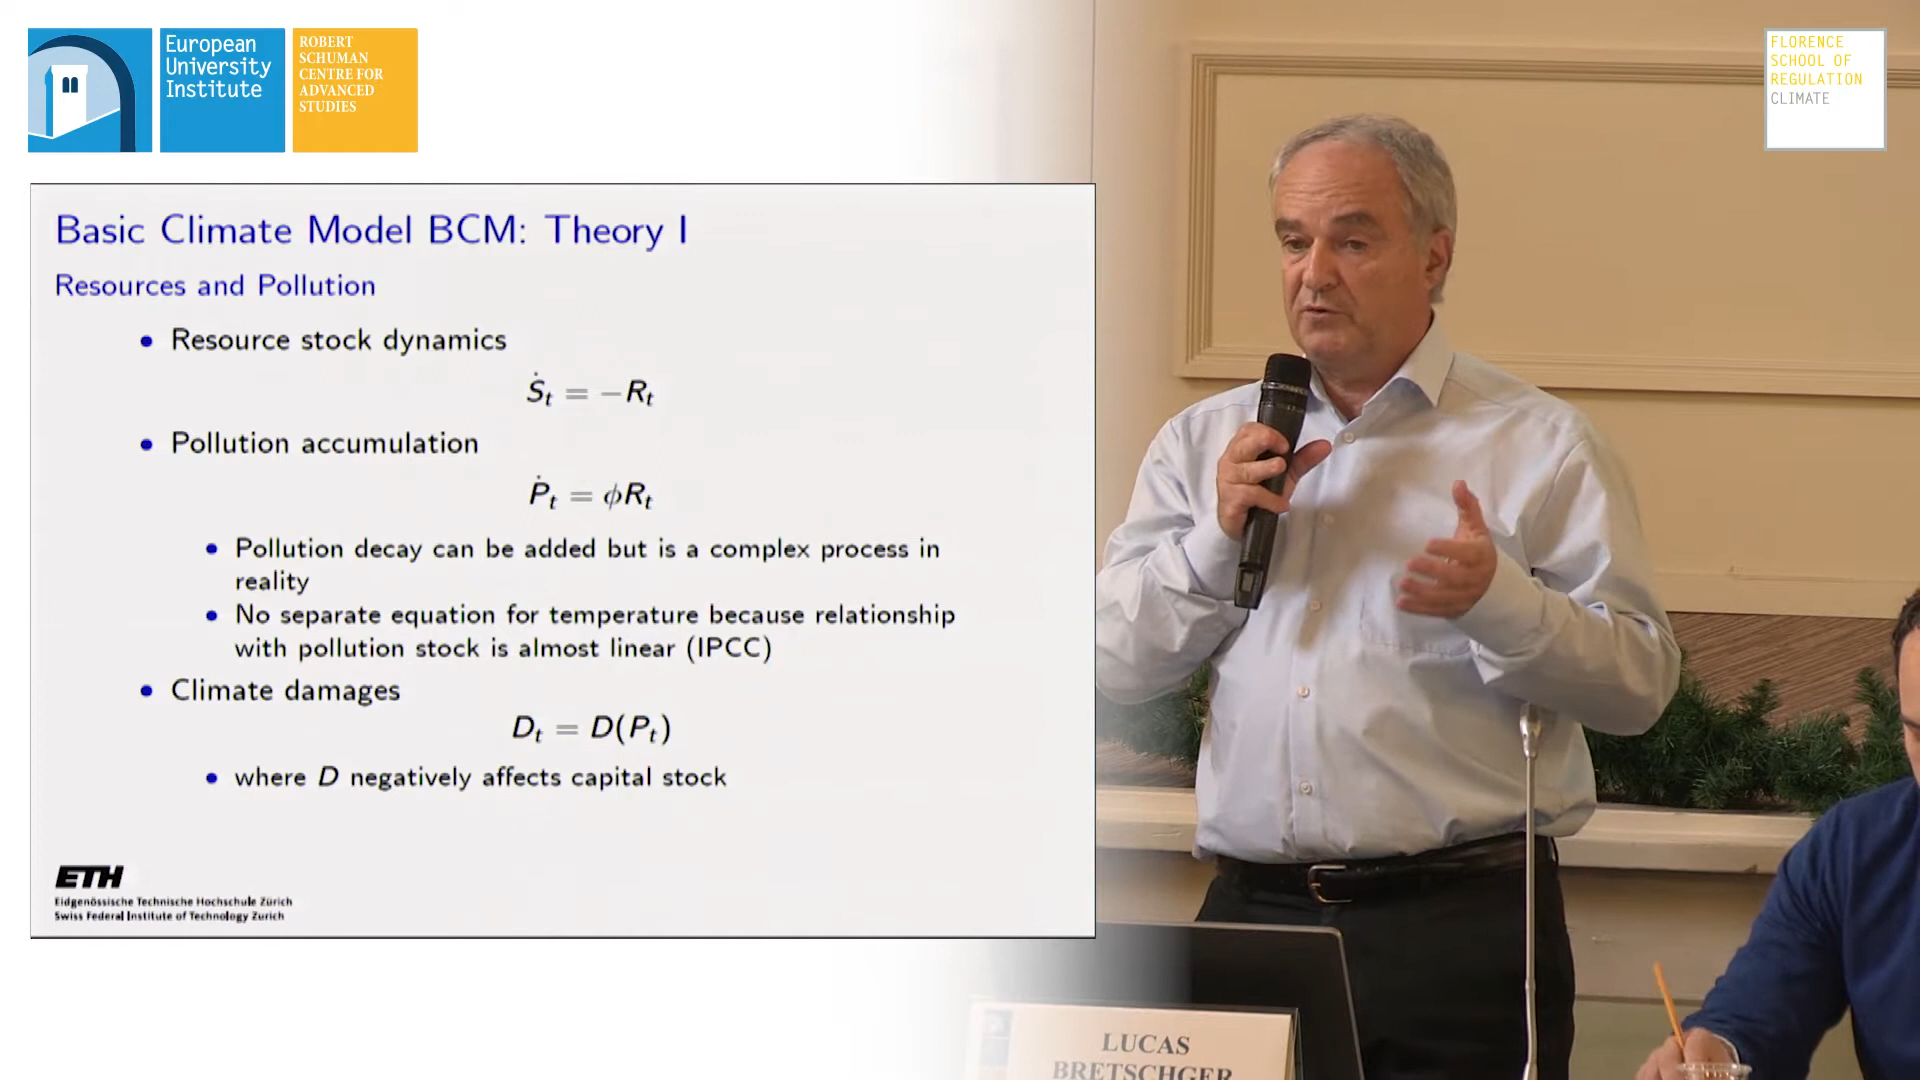 European
University
Institute
ROBERT
SCHUMAN
CENTRE FOR
ADVANCED
STUDIES
FLORENCE
SCHOOL OF
REGULATION
CLIMATE
Basic Climate Model BCM: Theory I
Resources and Pollution
• Resource stock dynamics
Ṡₜ = −Rₜ
• Pollution accumulation
Ṗₜ = ϕRₜ
• Pollution decay can be added but is a complex process in
reality
• No separate equation for temperature because relationship
with pollution stock is almost linear (IPCC)
• Climate damages
Dₜ = D(Pₜ)
• where D negatively affects capital stock
ETH
Eidgenössische Technische Hochschule Zürich
Swiss Federal Institute of Technology Zurich
LUCAS
BRETSCHGER